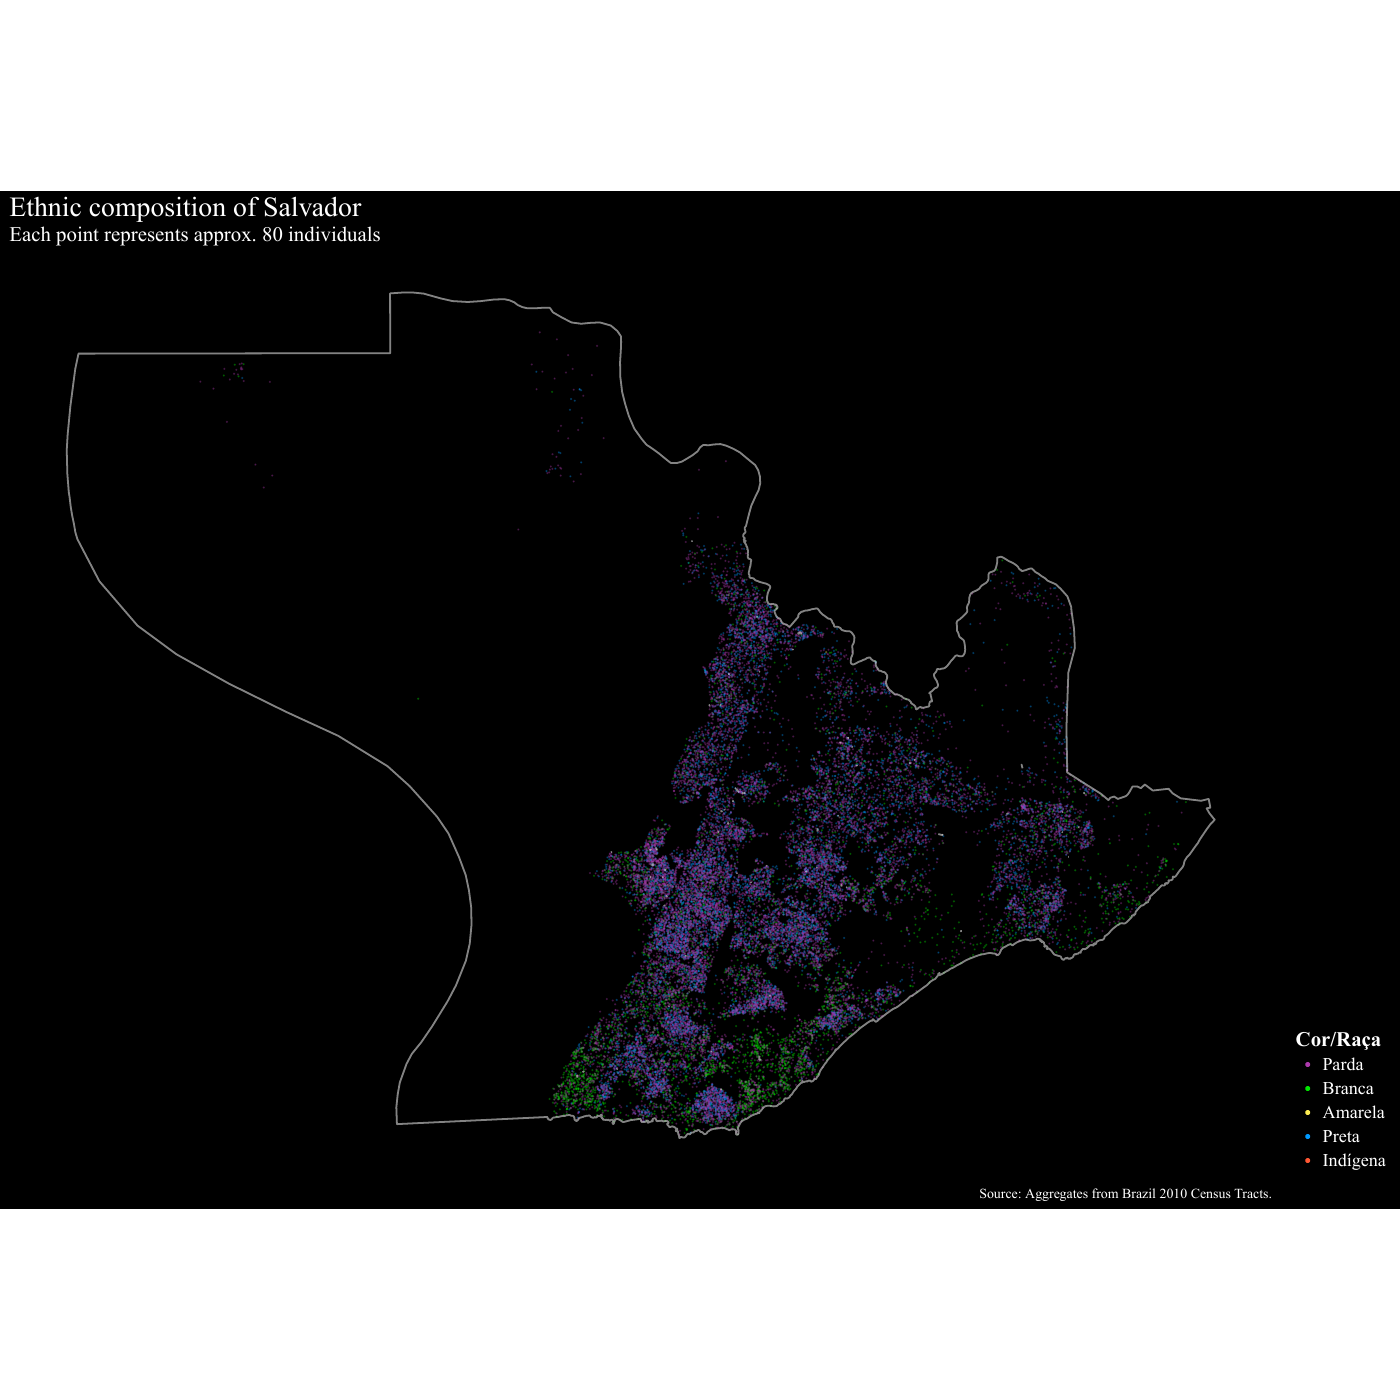 Ethnic composition of Salvador
Each point represents approx. 80 individuals
Cor/Raça
Parda
Branca
Amarela
Preta
Indígena
Source: Aggregates from Brazil 2010 Census Tracts.